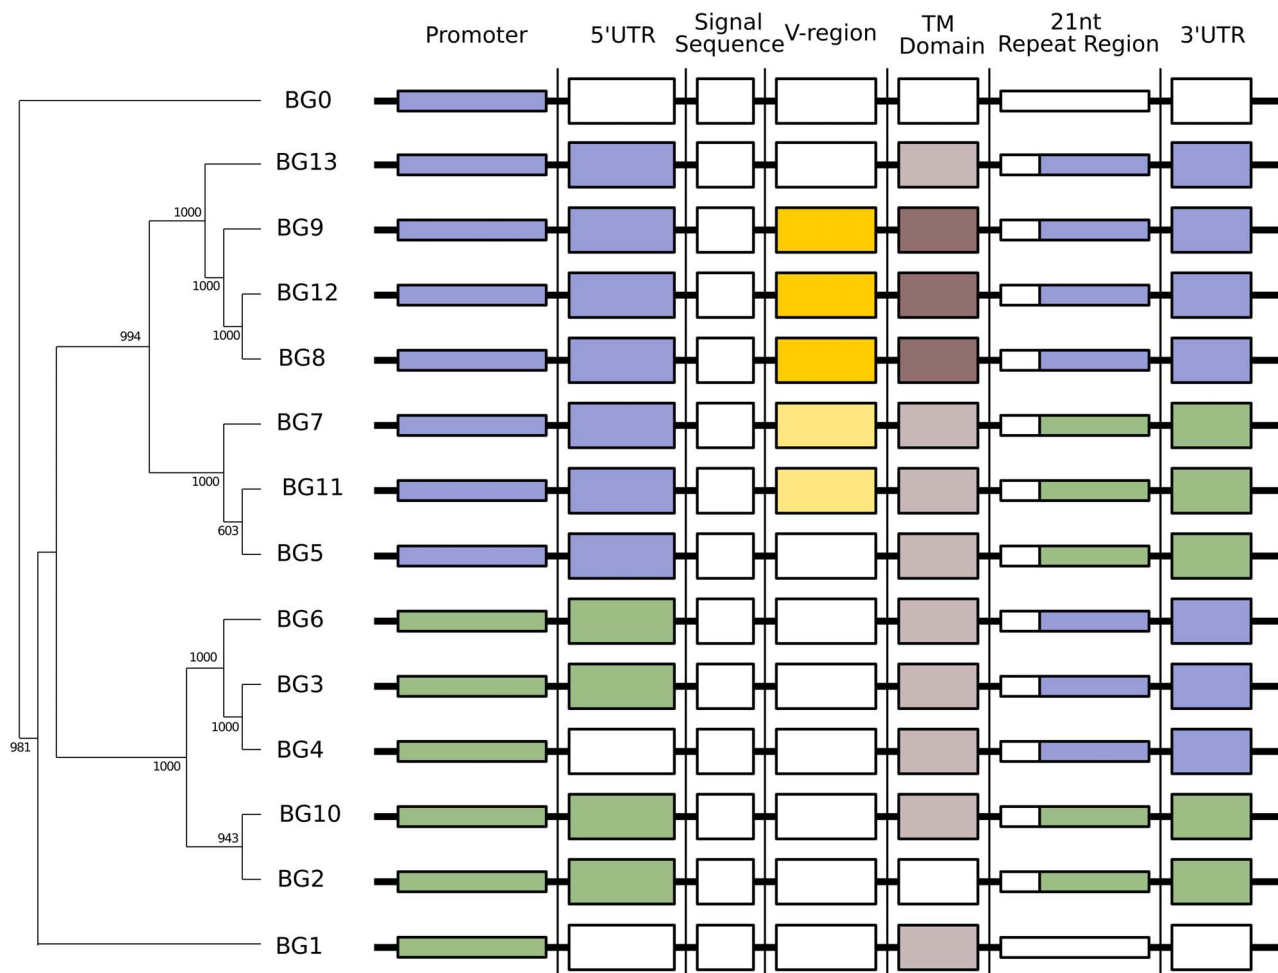 Promoter
5'UTR
Signal
Sequence
V-region
TM
Domain
21nt
Repeat Region
3'UTR
BG0
BG13
1000
BG9
1000
BG12
1000
994
BG8
BG7
1000
BG11
603
BG5
BG6
1000
BG3
1000
981
BG4
1000
BG10
943
BG2
BG1